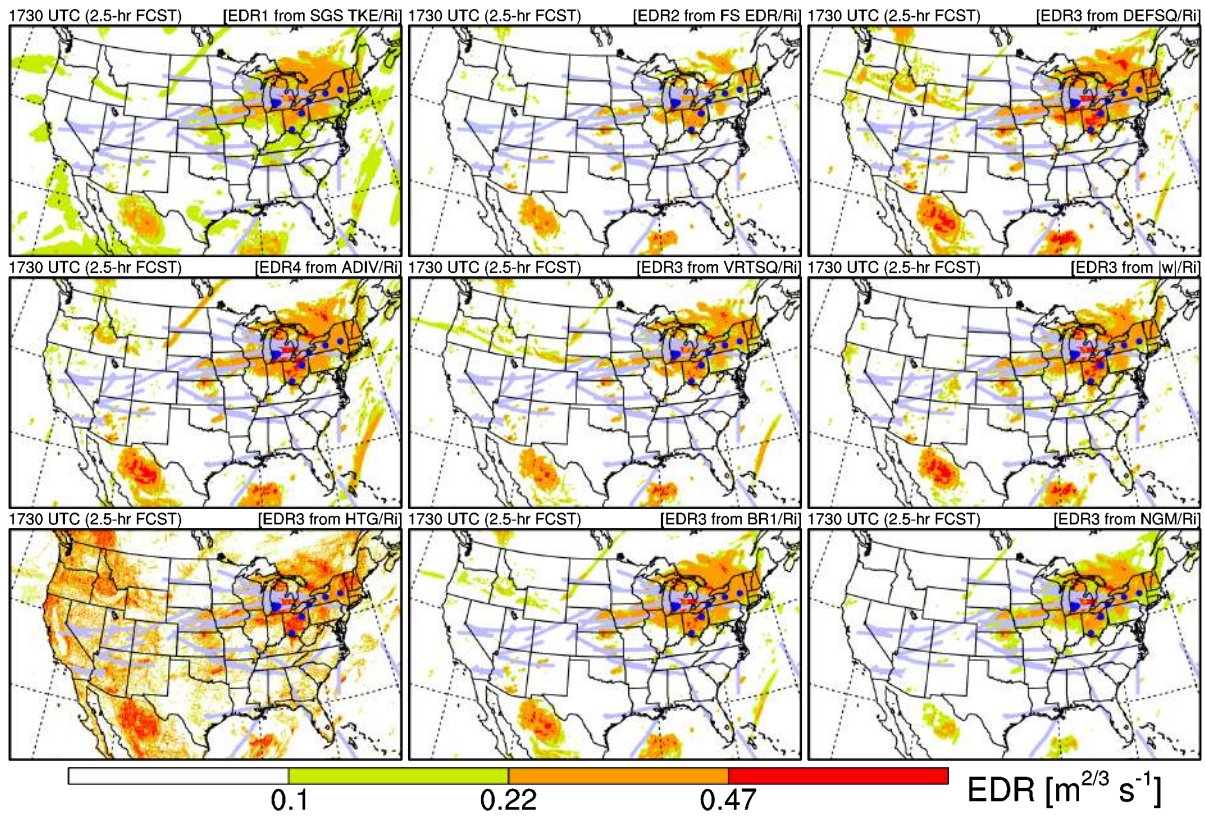 1730 UTC (2.5-hr FCST) [EDR1 from SGS TKE/Ri]
1730 UTC (2.5-hr FCST) [EDR2 from FS EDR/Ri]
1730 UTC (2.5-hr FCST) [EDR3 from DEFSQ/Ri]
1730 UTC (2.5-hr FCST) [EDR4 from ADIV/Ri]
1730 UTC (2.5-hr FCST) [EDR3 from VRTSQ/Ri]
1730 UTC (2.5-hr FCST) [EDR3 from |w|/Ri]
1730 UTC (2.5-hr FCST) [EDR3 from HTG/Ri]
1730 UTC (2.5-hr FCST) [EDR3 from BR1/Ri]
1730 UTC (2.5-hr FCST) [EDR3 from NGM/Ri]
0.1 0.22 0.47 EDR [m^2/3 s^-1]